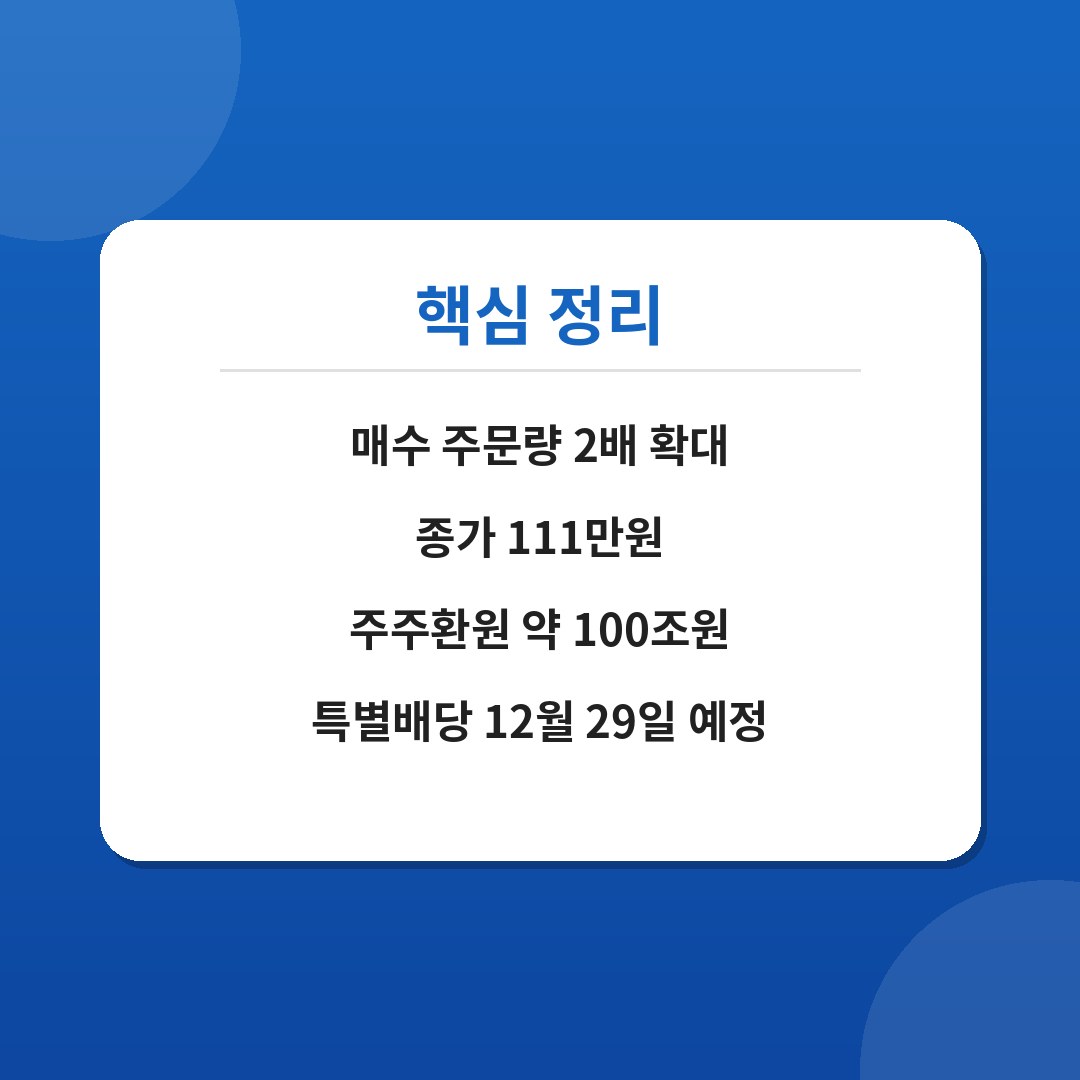 핵심 정리
매수 주문량 2배 확대
종가 111만원
주주환원 약 100조원
특별배당 12월 29일 예정